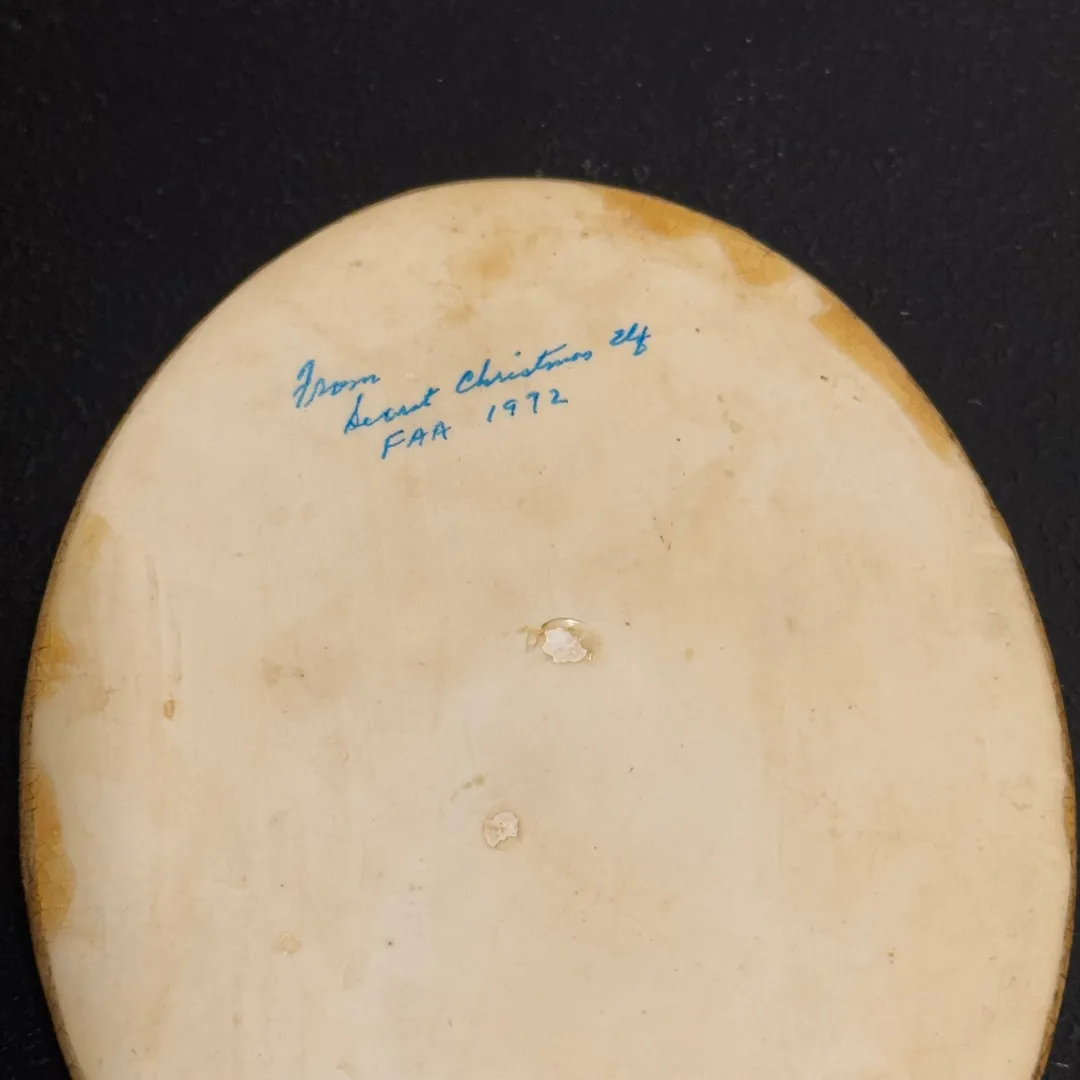 From
Secret Christmas Elf
FAA 1972